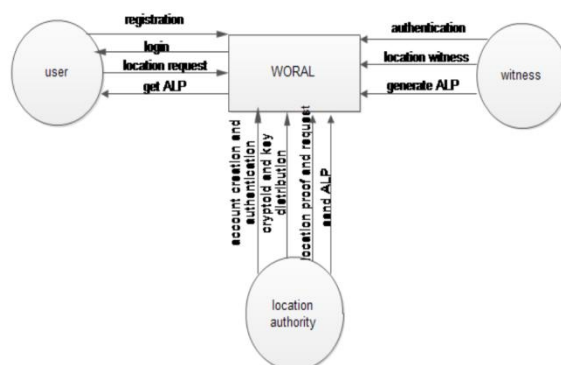 registration
login
location request
get ALP
user
WORAL
authentication
location witness
generate ALP
witness
account creation and
authentication
cryptoid and key
distribution
location proof and request
send ALP
location
authority